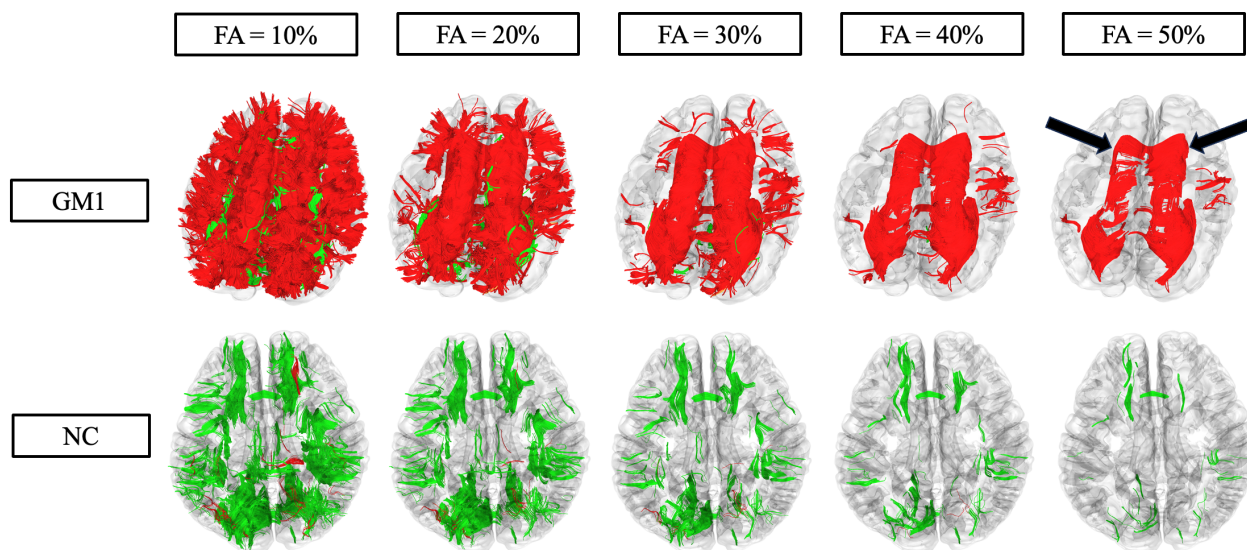 FA = 10%
FA = 20%
FA = 30%
FA = 40%
FA = 50%
GM1
NC